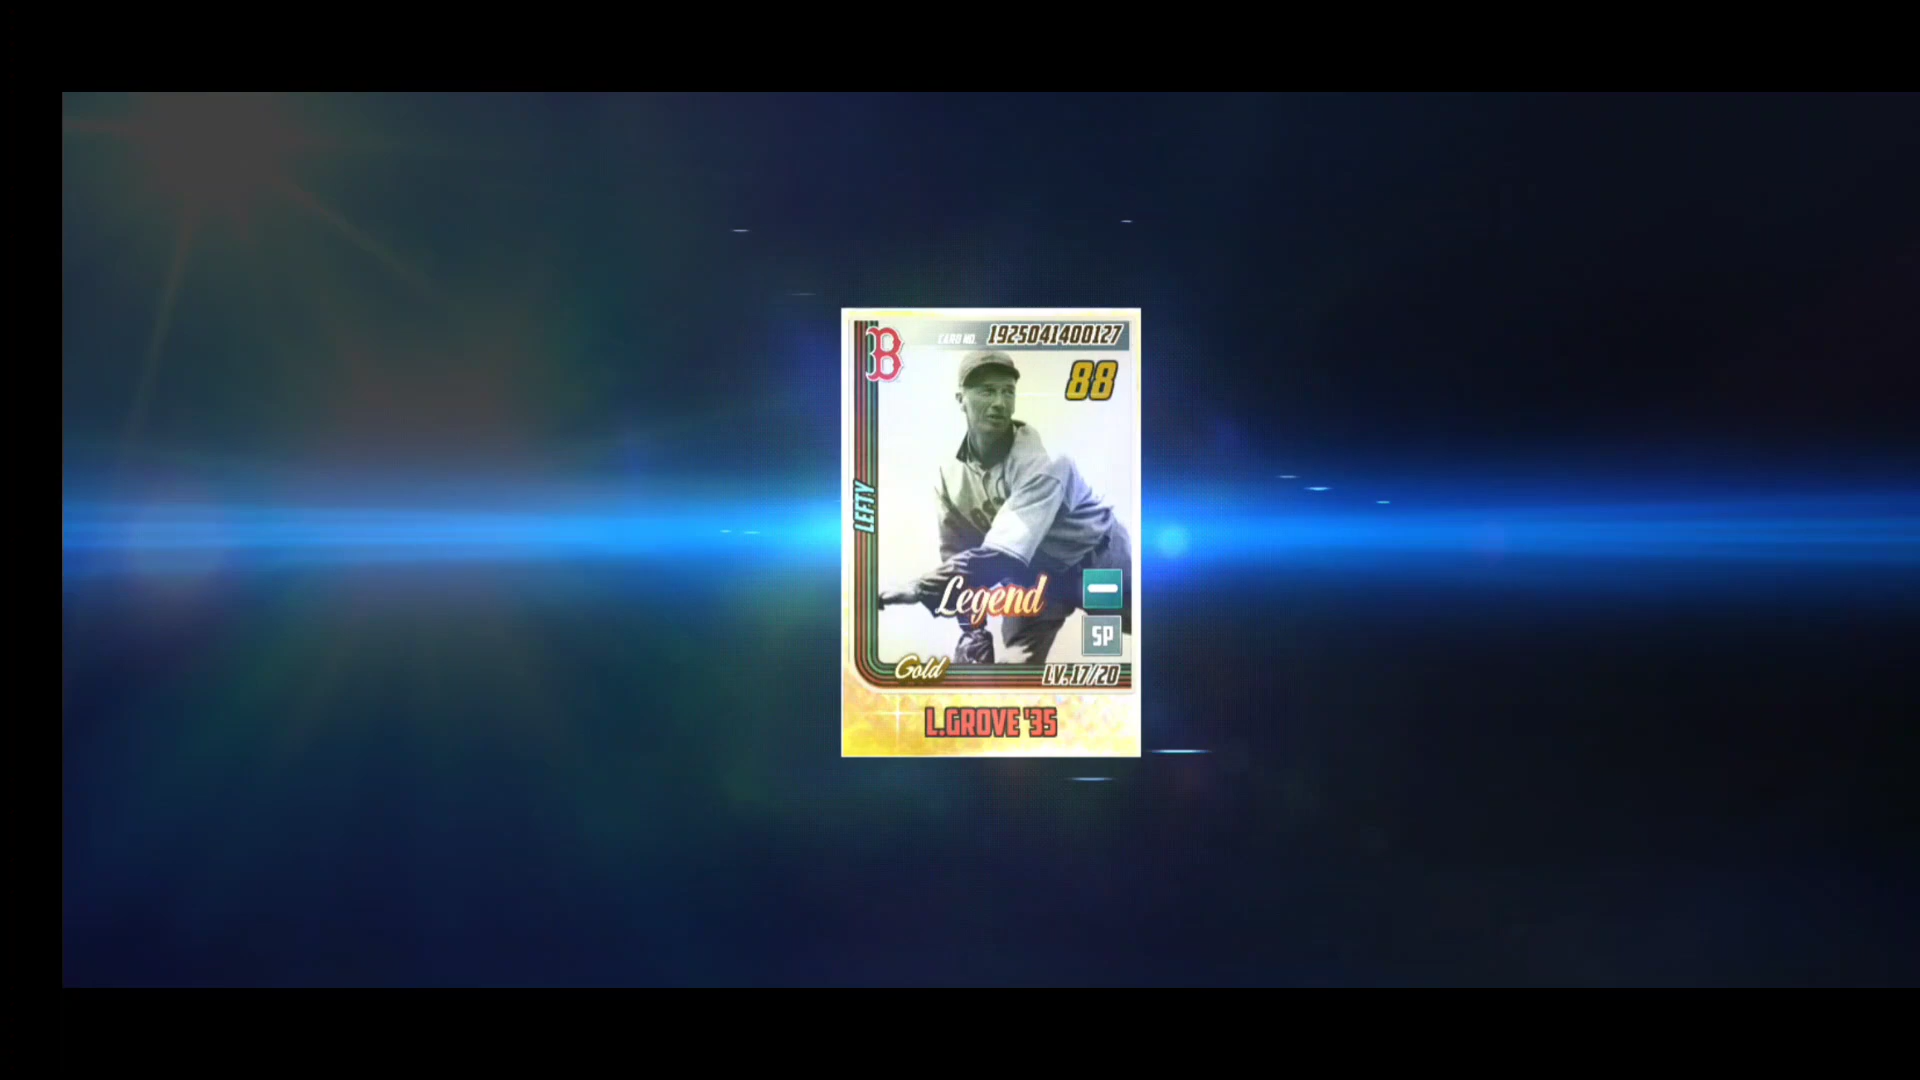 B
CARD NO. 1925041400127
88
LEFTY
Legend
SP
Gold
LV.17/20
L.GROVE '35